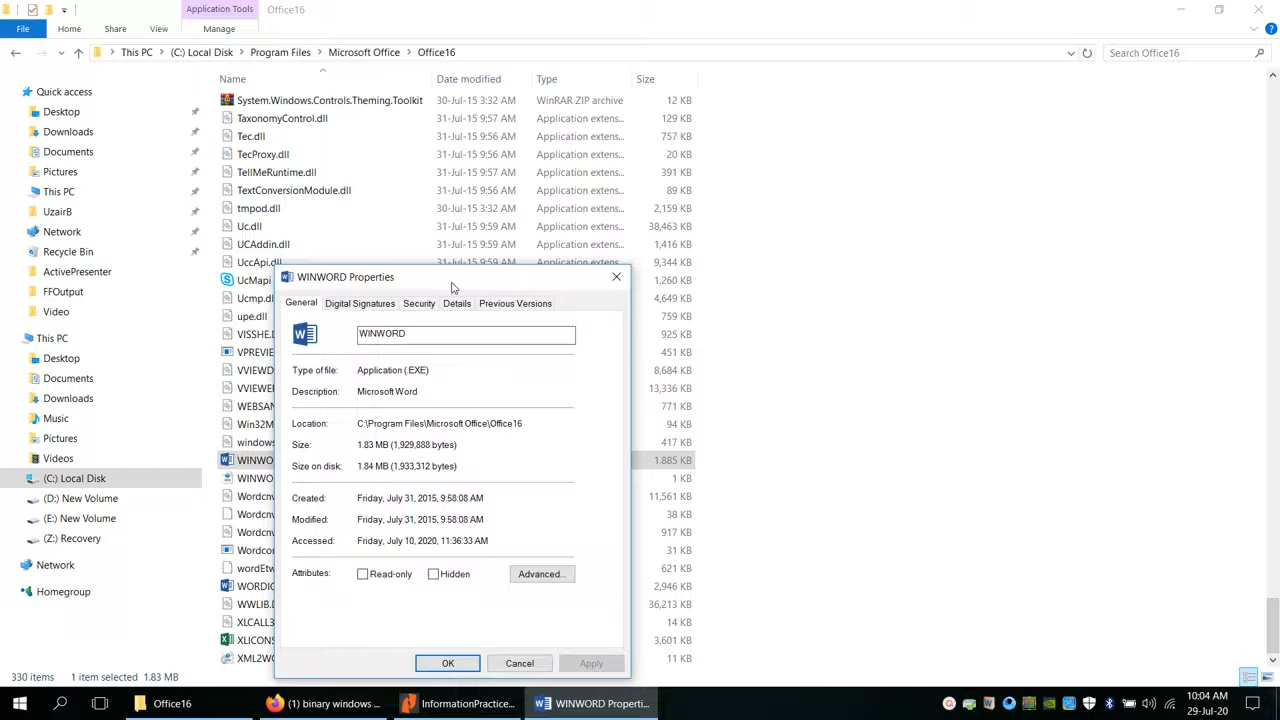 Application Tools Office16
File Home Share View Manage
This PC (C:) Local Disk Program Files Microsoft Office Office16 Search Office16
Name Date modified Type Size
Quick access
Desktop
Downloads
Documents
Pictures
This PC
UzairB
Network
Recycle Bin
ActivePresenter
FFOutput
Video
This PC
Desktop
Documents
Downloads
Music
Pictures
Videos
(C:) Local Disk
(D:) New Volume
(E:) New Volume
(Z:) Recovery
Network
Homegroup
System.Windows.Controls.Theming.Toolkit 30-Jul-15 3:32 AM WinRAR ZIP archive 12 KB
TaxonomyControl.dll 31-Jul-15 9:57 AM Application extens... 129 KB
Tec.dll 31-Jul-15 9:56 AM Application extens... 757 KB
TecProxy.dll 31-Jul-15 9:56 AM Application extens... 20 KB
TellMeRuntime.dll 31-Jul-15 9:57 AM Application extens... 391 KB
TextConversionModule.dll 31-Jul-15 9:56 AM Application extens... 89 KB
tmpod.dll 30-Jul-15 3:32 AM Application extens... 2,159 KB
Uc.dll 31-Jul-15 9:59 AM Application extens... 38,463 KB
UCAddin.dll 31-Jul-15 9:59 AM Application extens... 1,416 KB
UccApi.dll 31-Jul-15 9:59 AM Application extens... 9,344 KB
UcMapi 11,280 KB
Ucmp.dll 4,649 KB
upe.dll 759 KB
VISSHE. 925 KB
VPREVIE 451 KB
VVIEWD 8,684 KB
VVIEWE 13,336 KB
WEBSAN 771 KB
Win32M 94 KB
windows 417 KB
WINWO 1,885 KB
WINWO 1 KB
Wordcn 11,561 KB
Wordcn 38 KB
Wordcn 917 KB
Wordco 31 KB
wordEtw 621 KB
WORDIC 2,946 KB
WWLIB.D 36,213 KB
XLCALL3 14 KB
XLICONS 3,601 KB
XML2WO 11 KB
WINWORD Properties
General Digital Signatures Security Details Previous Versions
WINWORD
Type of file: Application (.EXE)
Description: Microsoft Word
Location: C:\Program Files\Microsoft Office\Office16
Size: 1.83 MB (1,929,888 bytes)
Size on disk: 1.84 MB (1,933,312 bytes)
Created: Friday, July 31, 2015, 9:58:08 AM
Modified: Friday, July 31, 2015, 9:58:08 AM
Accessed: Friday, July 10, 2020, 11:36:33 AM
Attributes: Read-only Hidden Advanced...
OK Cancel Apply
330 items 1 item selected 1.83 MB
Office16 (1) binary windows ... InformationPractice... WINWORD Properti...
10:04 AM
29-Jul-20